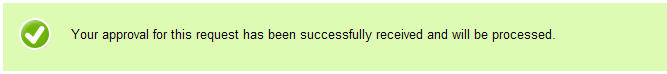 Your approval for this request has been successfully received and will be processed.